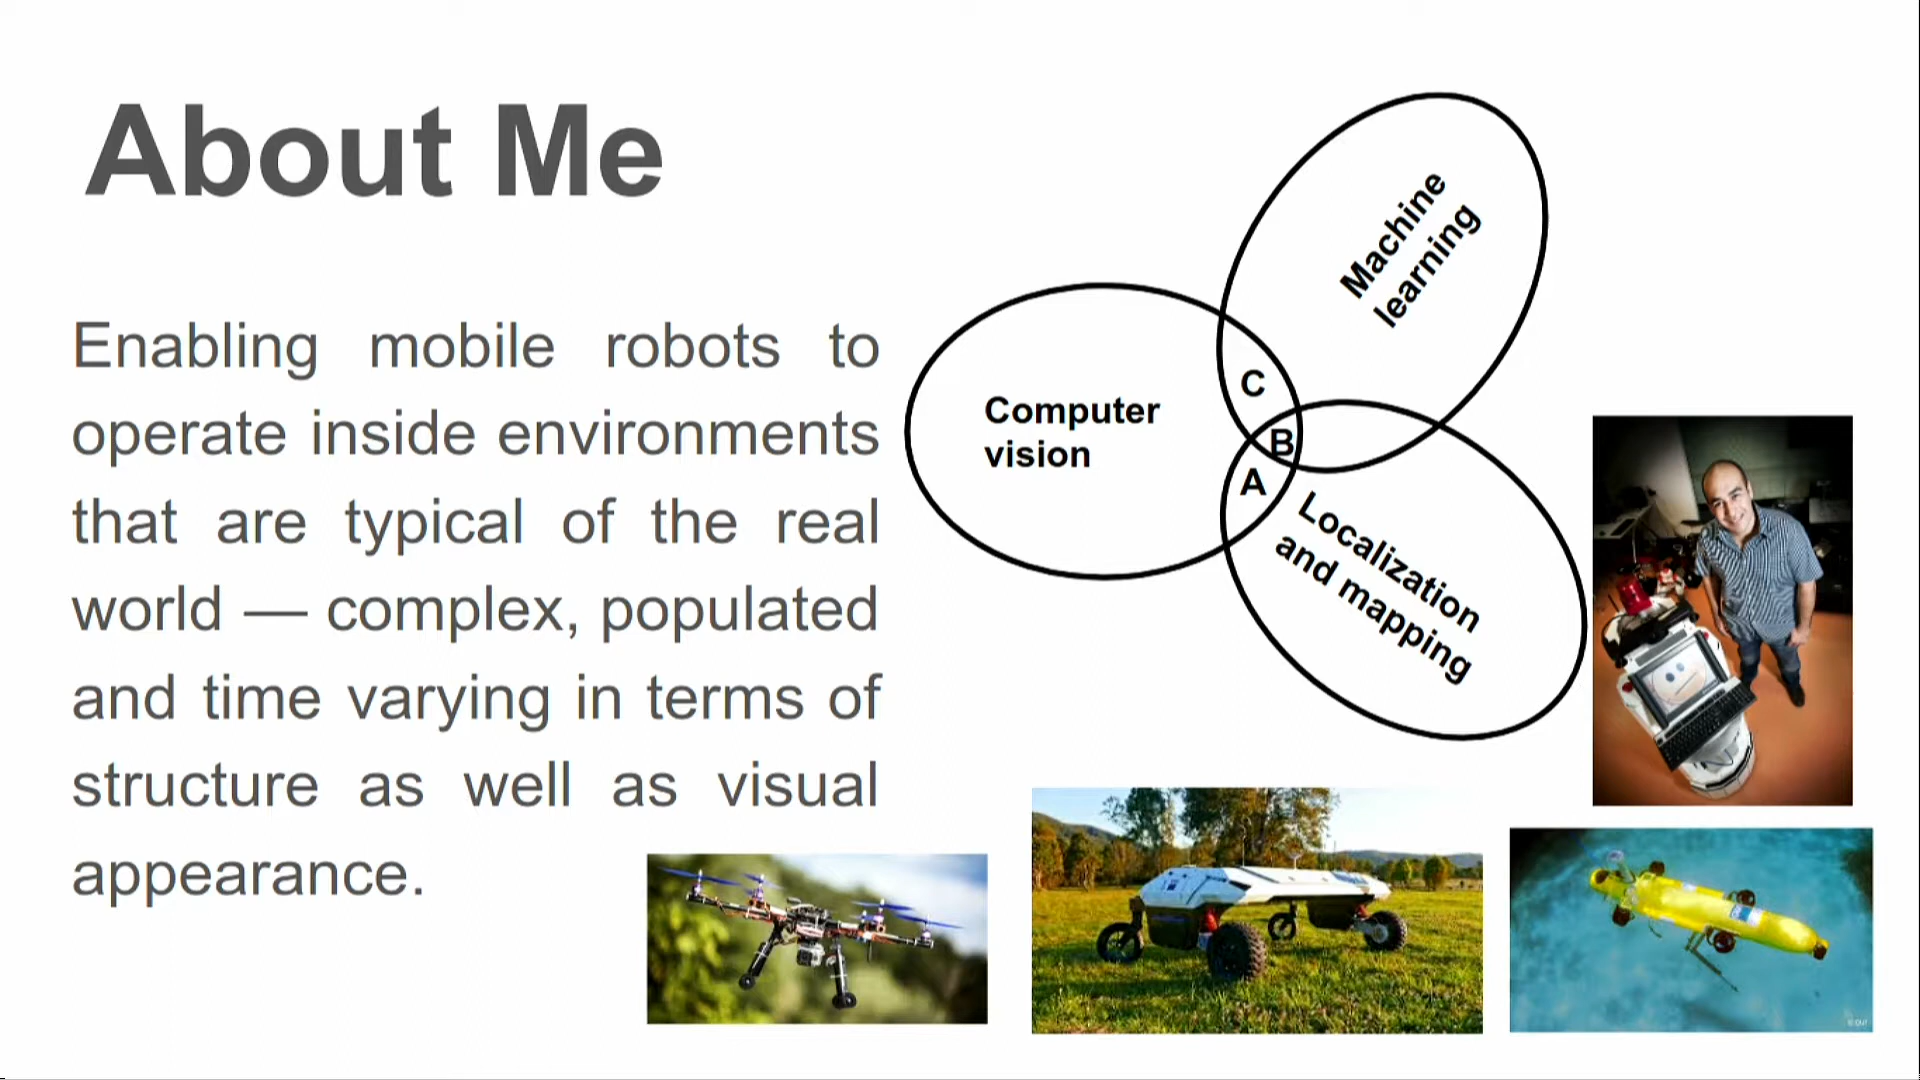 About Me
Enabling mobile robots to
operate inside environments
that are typical of the real
world — complex, populated
and time varying in terms of
structure as well as visual
appearance.
Machine
learning
Computer
vision
C
B
A
Localization
and mapping